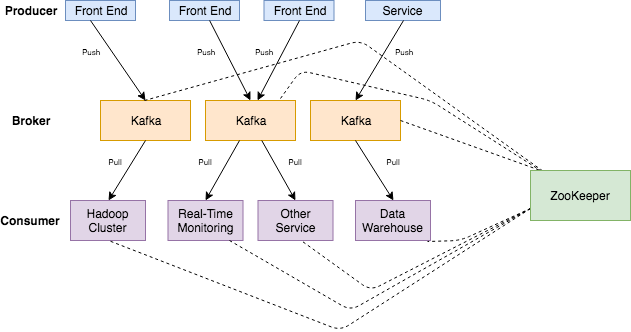 Producer
Front End
Front End
Front End
Service
Push
Push
Push
Push
Broker
Kafka
Kafka
Kafka
Pull
Pull
Pull
Pull
ZooKeeper
Consumer
Hadoop
Cluster
Real-Time
Monitoring
Other
Service
Data
Warehouse